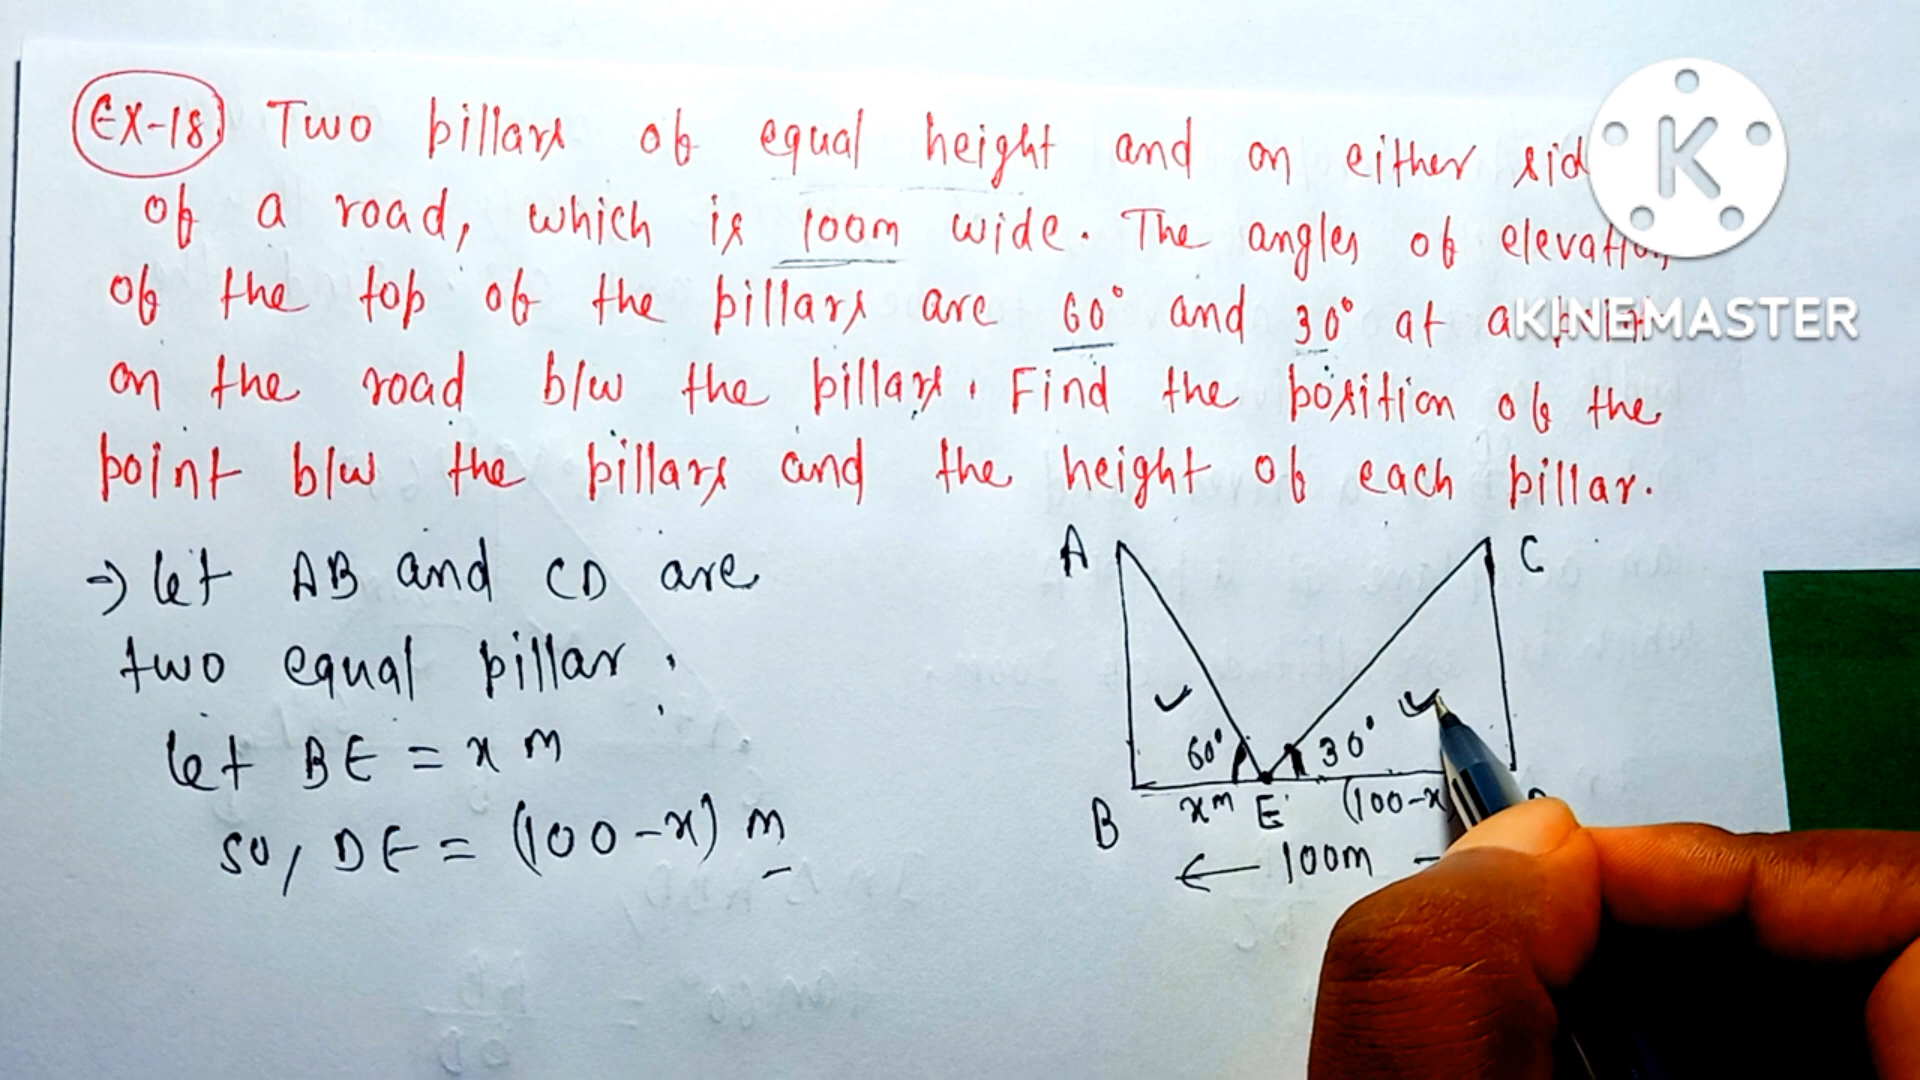 EX-18) Two pillars of equal height and on either sid
of a road, which is 100m wide. The angles of elevation
of the top of the pillars are 60° and 30° at a
on the road b/w the pillars. Find the position of the
point b/w the pillars and the height of each pillar.
K
KINEMASTER
→ let AB and CD are
two equal pillar.
let BE = x m
so, DE = (100-x) m
A C
60° 30°
B xm E (100-x
← 100m -